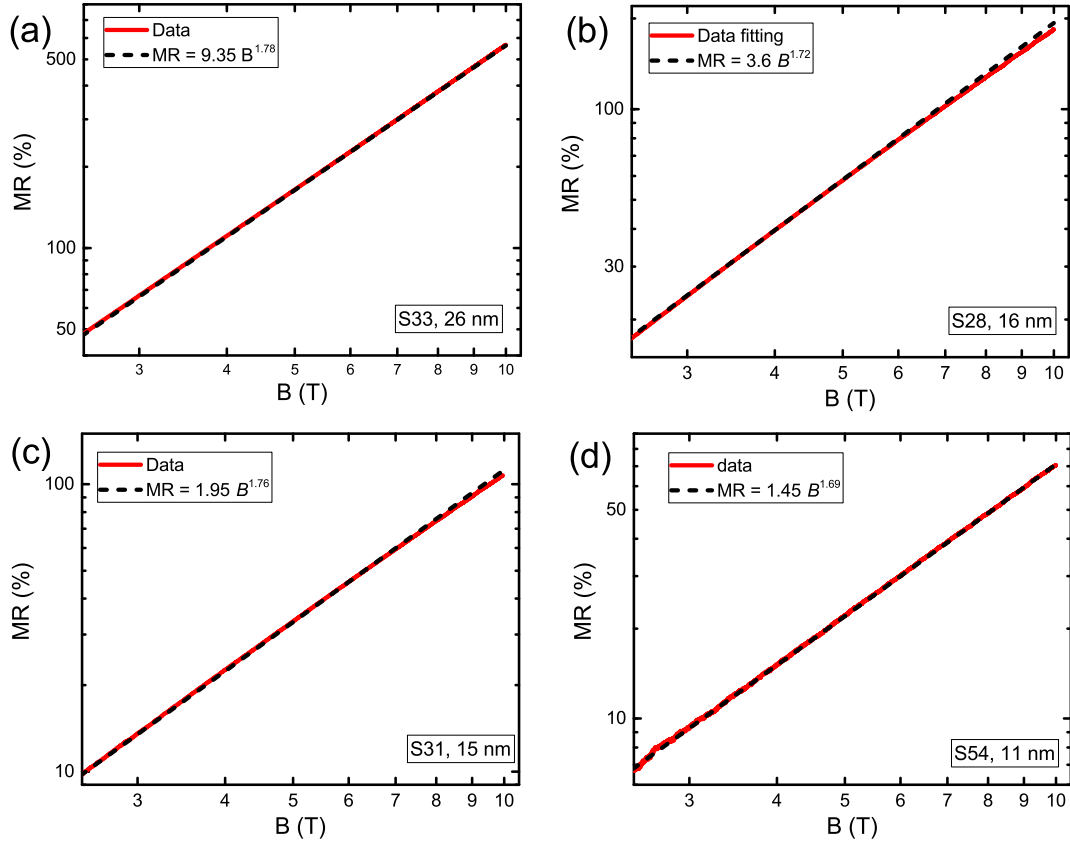 (a)
Data
MR = 9.35 B^1.78
500
100
50
MR (%)
S33, 26 nm
3 4 5 6 7 8 9 10
B (T)
(b)
Data fitting
MR = 3.6 B^1.72
100
30
MR (%)
S28, 16 nm
3 4 5 6 7 8 9 10
B (T)
(c)
Data
MR = 1.95 B^1.76
100
10
MR (%)
S31, 15 nm
3 4 5 6 7 8 9 10
B (T)
(d)
data
MR = 1.45 B^1.69
50
10
MR (%)
S54, 11 nm
3 4 5 6 7 8 9 10
B (T)